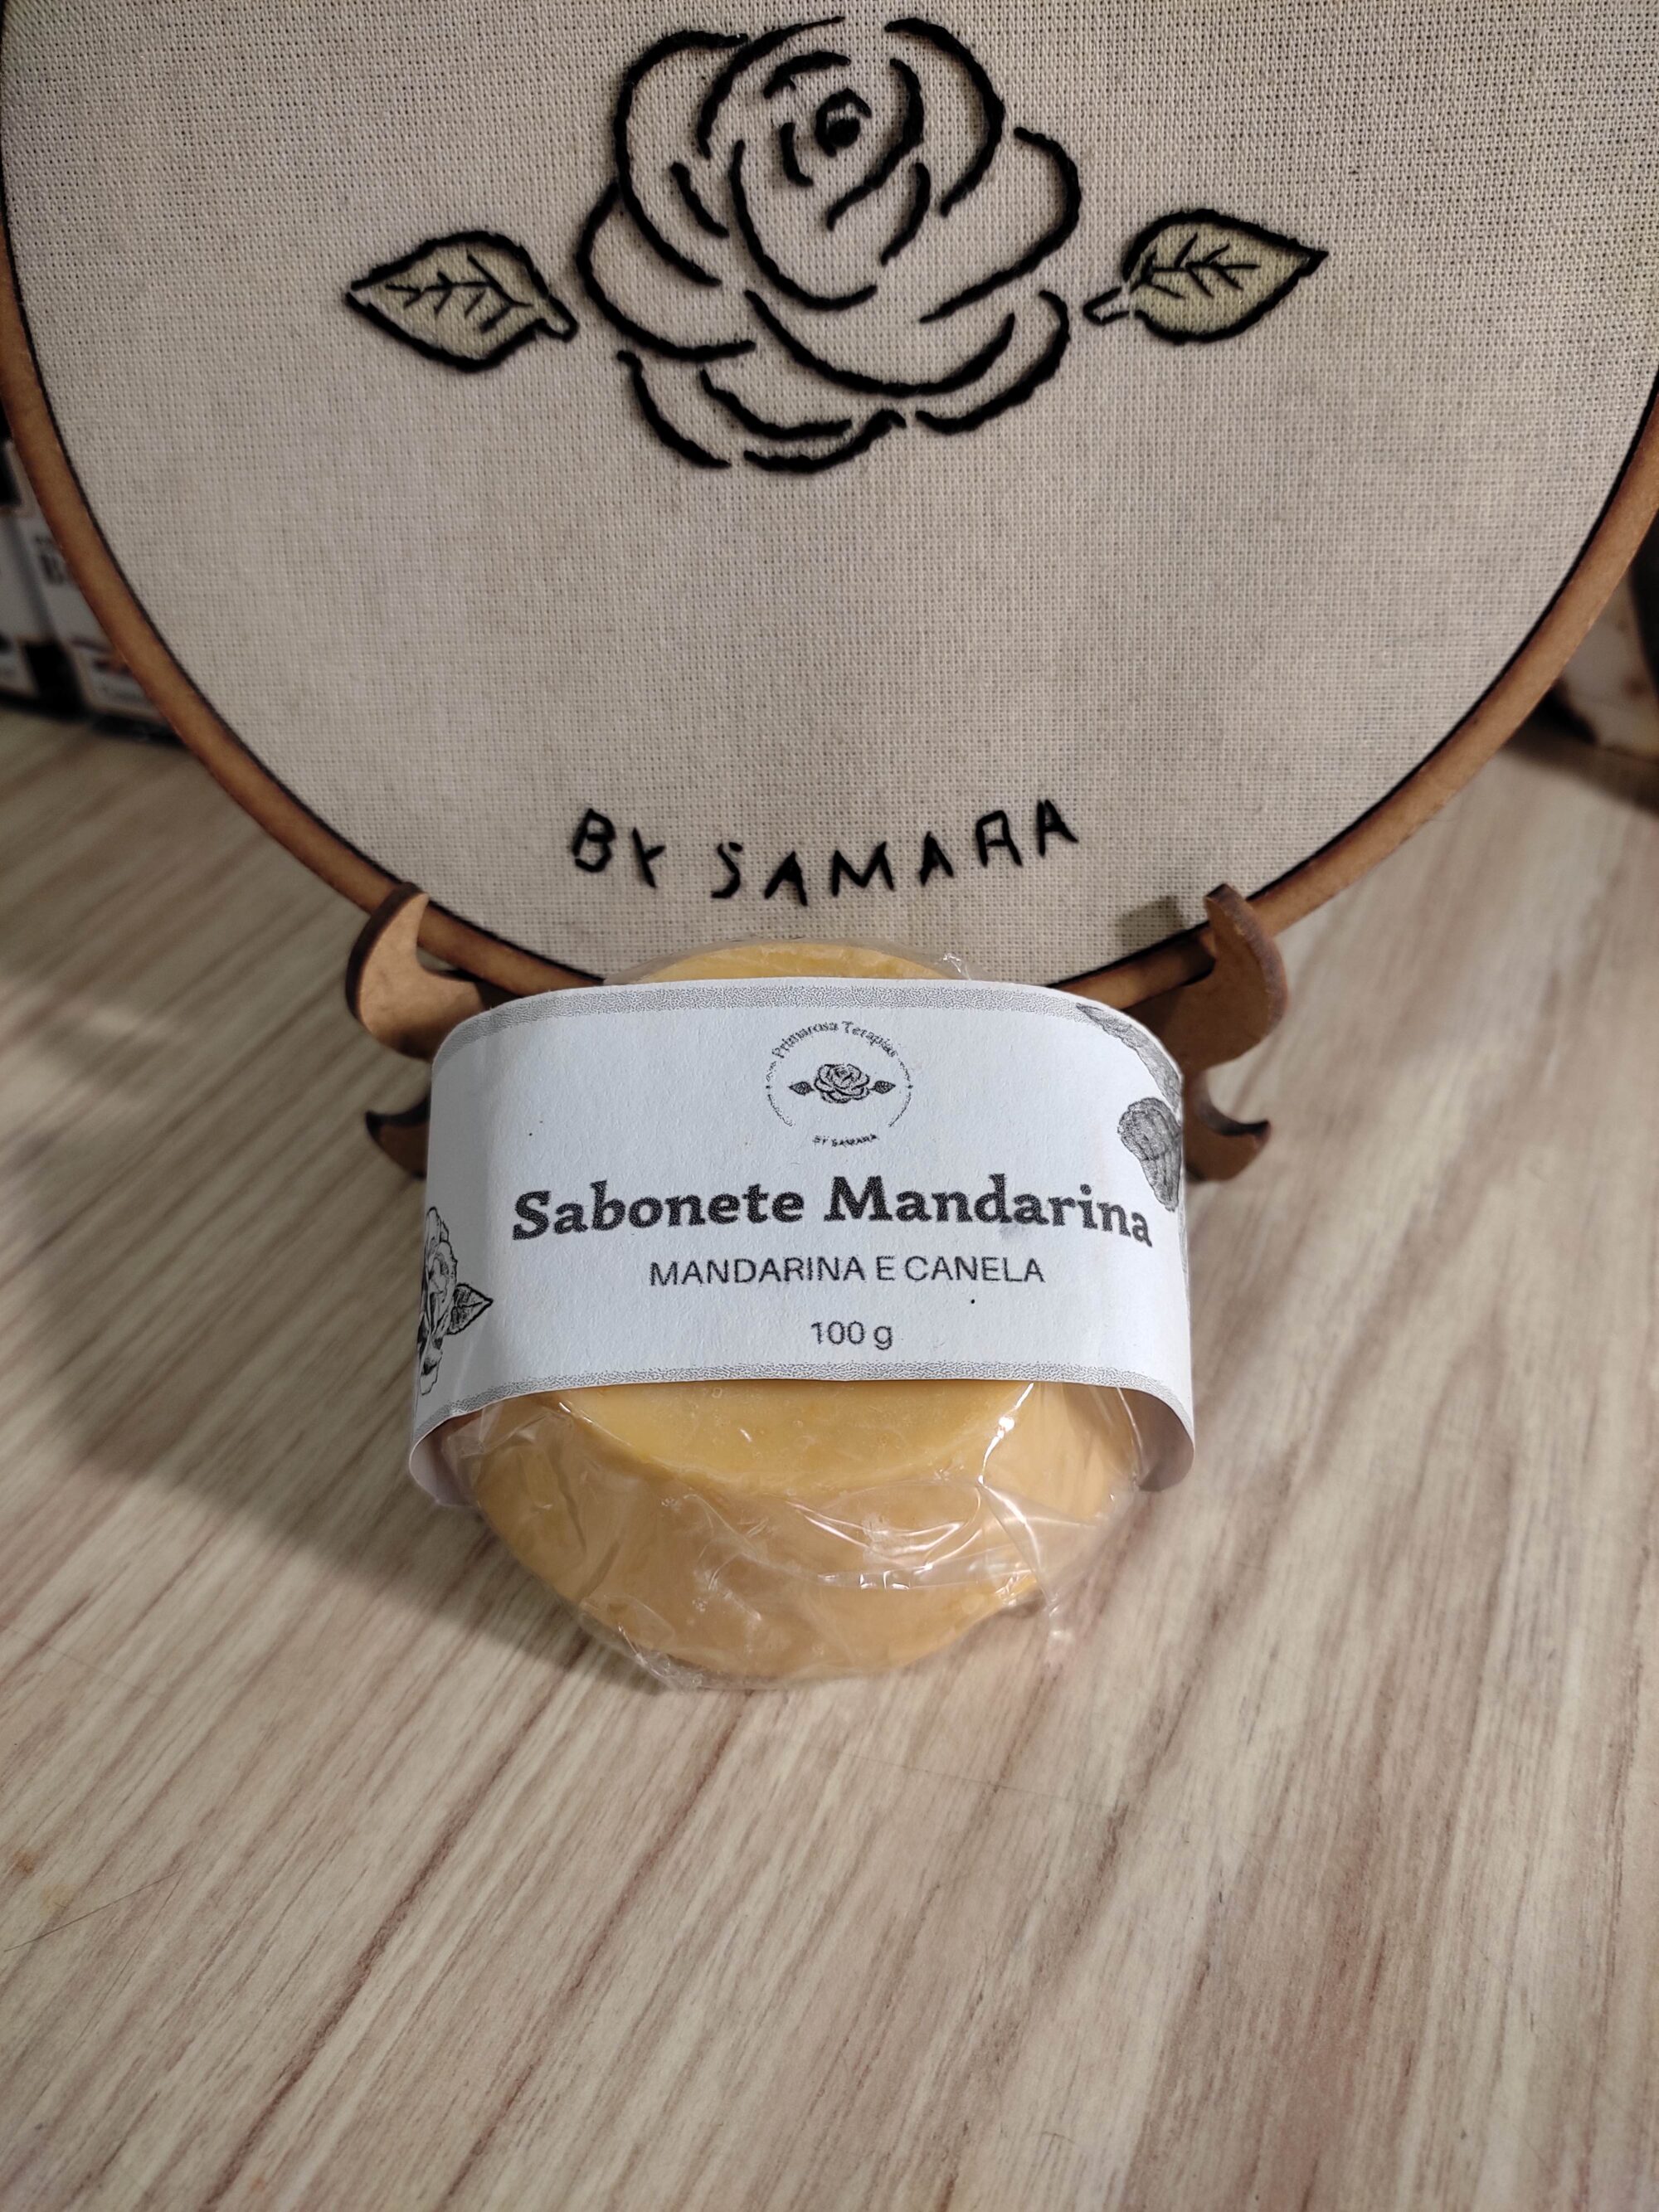 BY SAMARA
Primarosa Terapias
BY SAMARA
Sabonete Mandarina
MANDARINA E CANELA
100 g